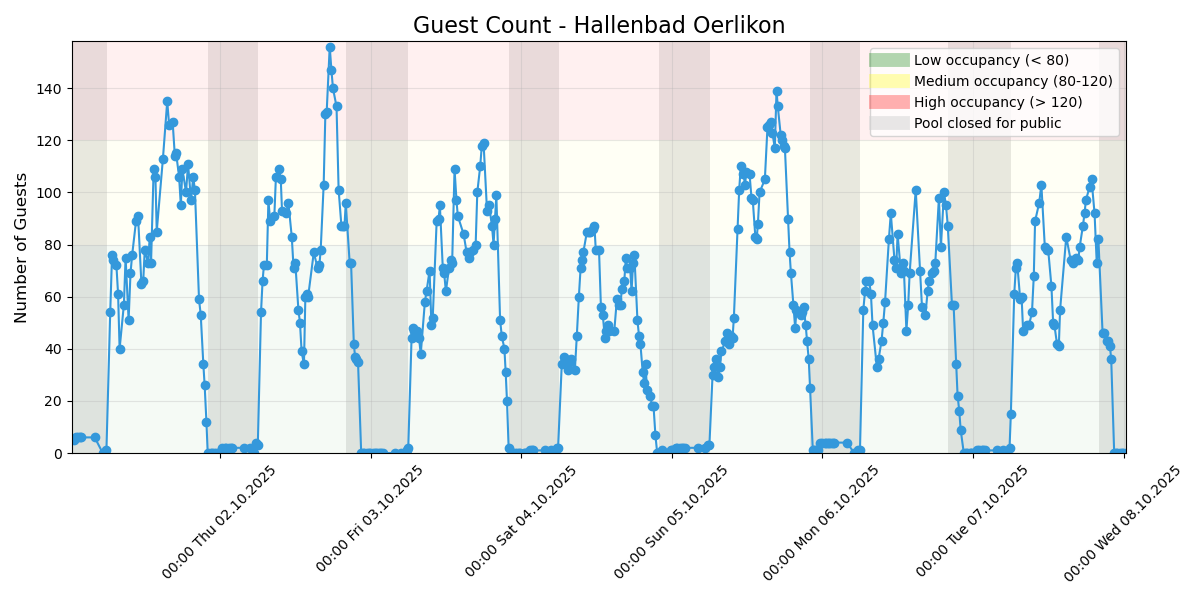 Guest Count - Hallenbad Oerlikon
Number of Guests
140
120
100
80
60
40
20
0
Low occupancy (< 80)
Medium occupancy (80-120)
High occupancy (> 120)
Pool closed for public
00:00 Thu 02.10.2025
00:00 Fri 03.10.2025
00:00 Sat 04.10.2025
00:00 Sun 05.10.2025
00:00 Mon 06.10.2025
00:00 Tue 07.10.2025
00:00 Wed 08.10.2025